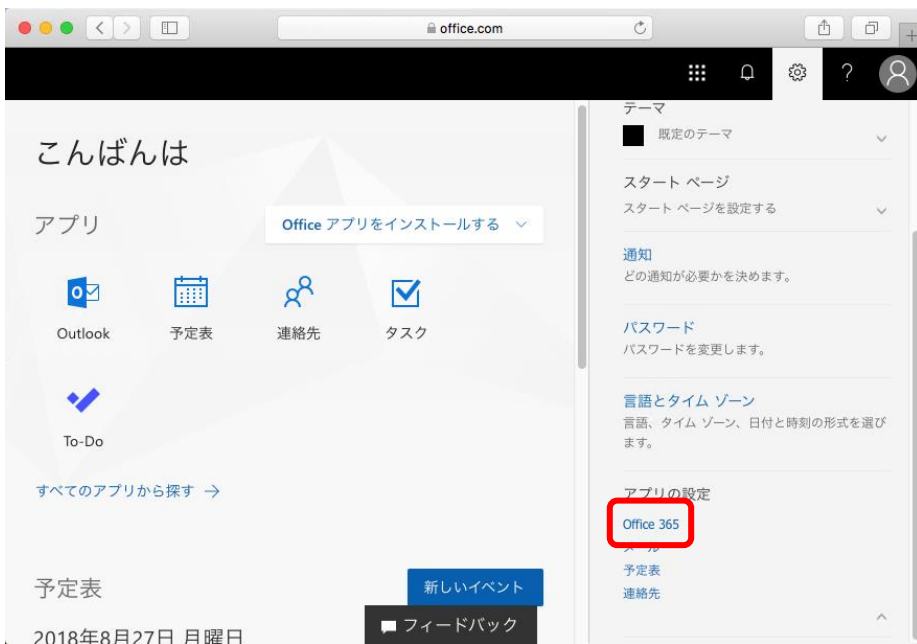 office.com
こんばんは
アプリ
Office アプリをインストールする
Outlook
予定表
連絡先
タスク
To-Do
すべてのアプリから探す →
予定表
新しいイベント
2018年8月27日 月曜日
フィードバック
?
テーマ
既定のテーマ
スタート ページ
スタート ページを設定する
通知
どの通知が必要かを決めます。
パスワード
パスワードを変更します。
言語とタイム ゾーン
言語、タイム ゾーン、日付と時刻の形式を選び
ます。
アプリの設定
Office 365
メール
予定表
連絡先